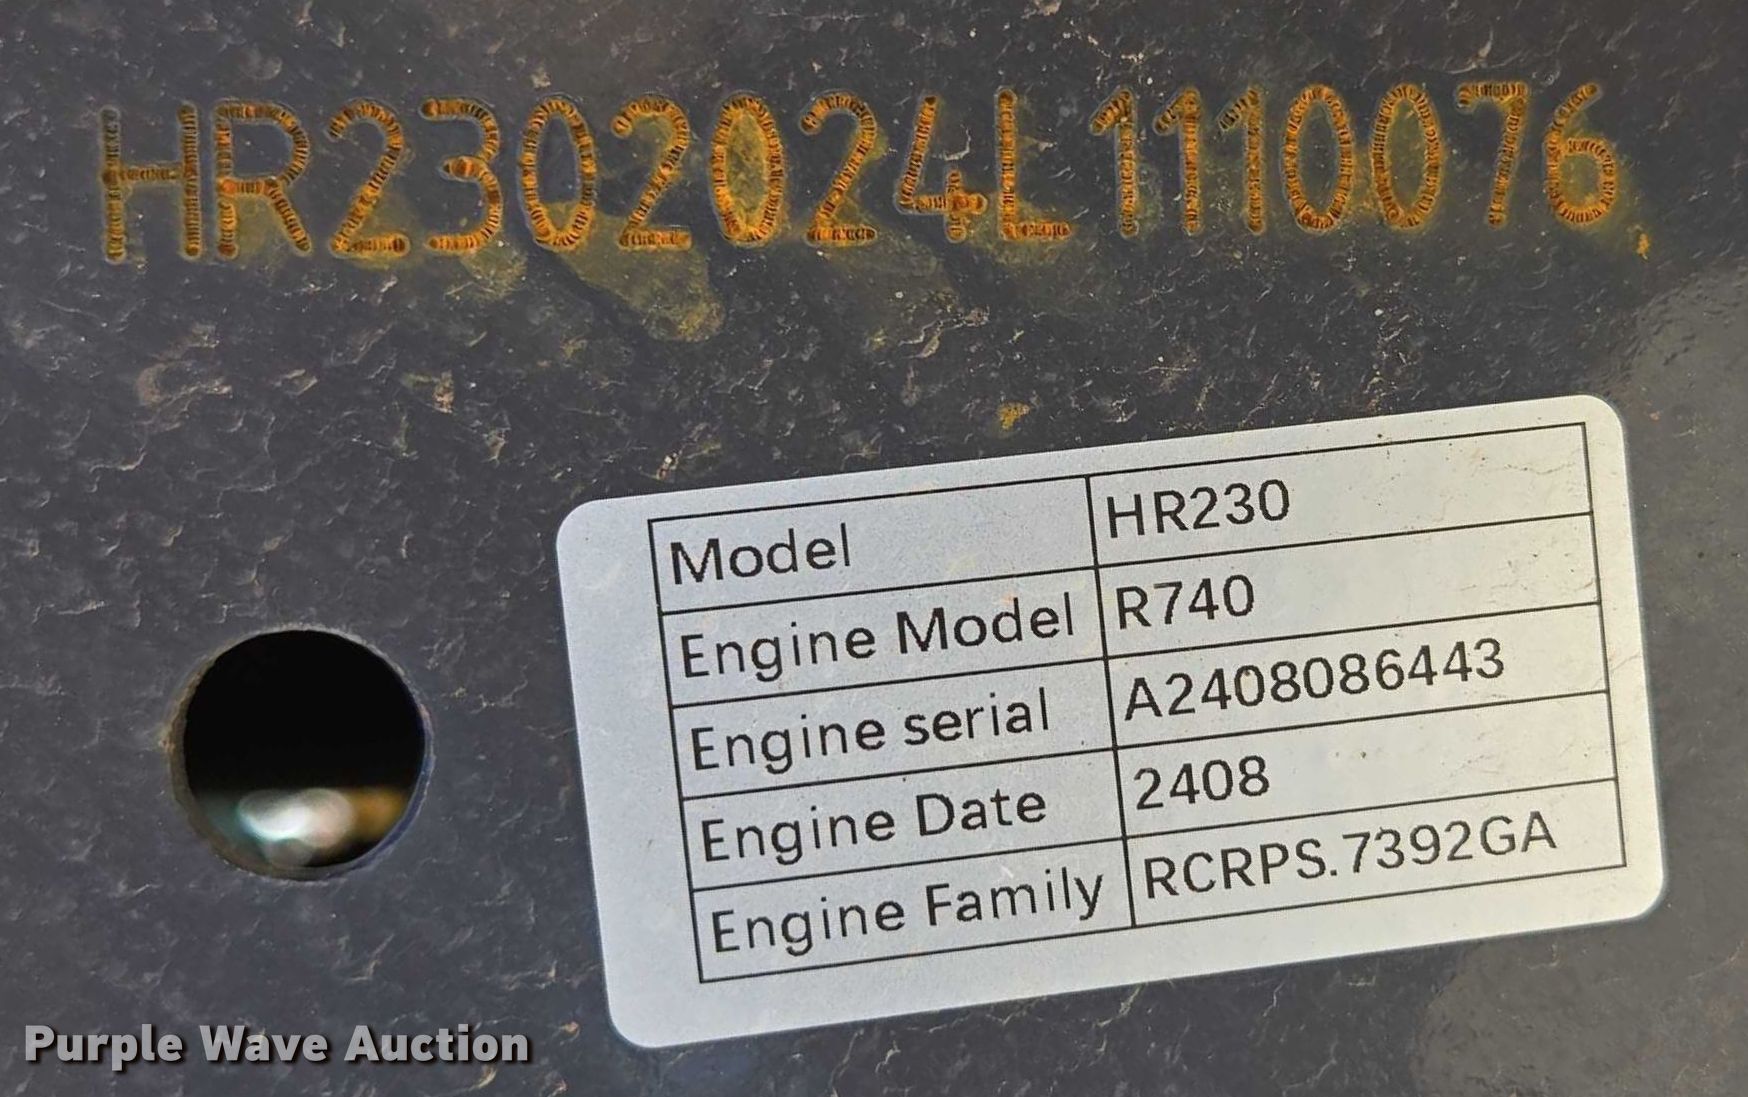 HR2302024L1110076
Model HR230
Engine Model R740
Engine serial A2408086443
Engine Date 2408
Engine Family RCRPS.7392GA
Purple Wave Auction